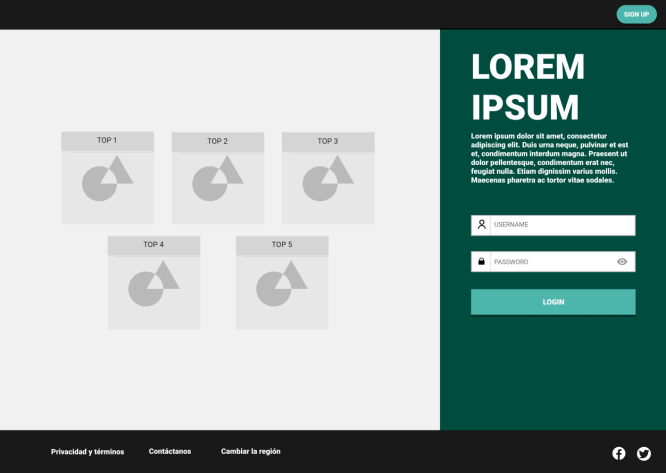 SIGN UP
LOREM
IPSUM
Lorem ipsum dolor sit amet, consectetur
adipiscing elit. Duis urna neque, pulvinar et est
et, condimentum interdum magna. Praesent ut
dolor pellentesque, condimentum erat nec,
feugiat nulla. Etiam dignissim varius mollis.
Maecenas pharetra ac tortor vitae sodales.
TOP 1
TOP 2
TOP 3
TOP 4
TOP 5
USERNAME
PASSWORD
LOGIN
Privacidad y términos
Contáctanos
Cambiar la región